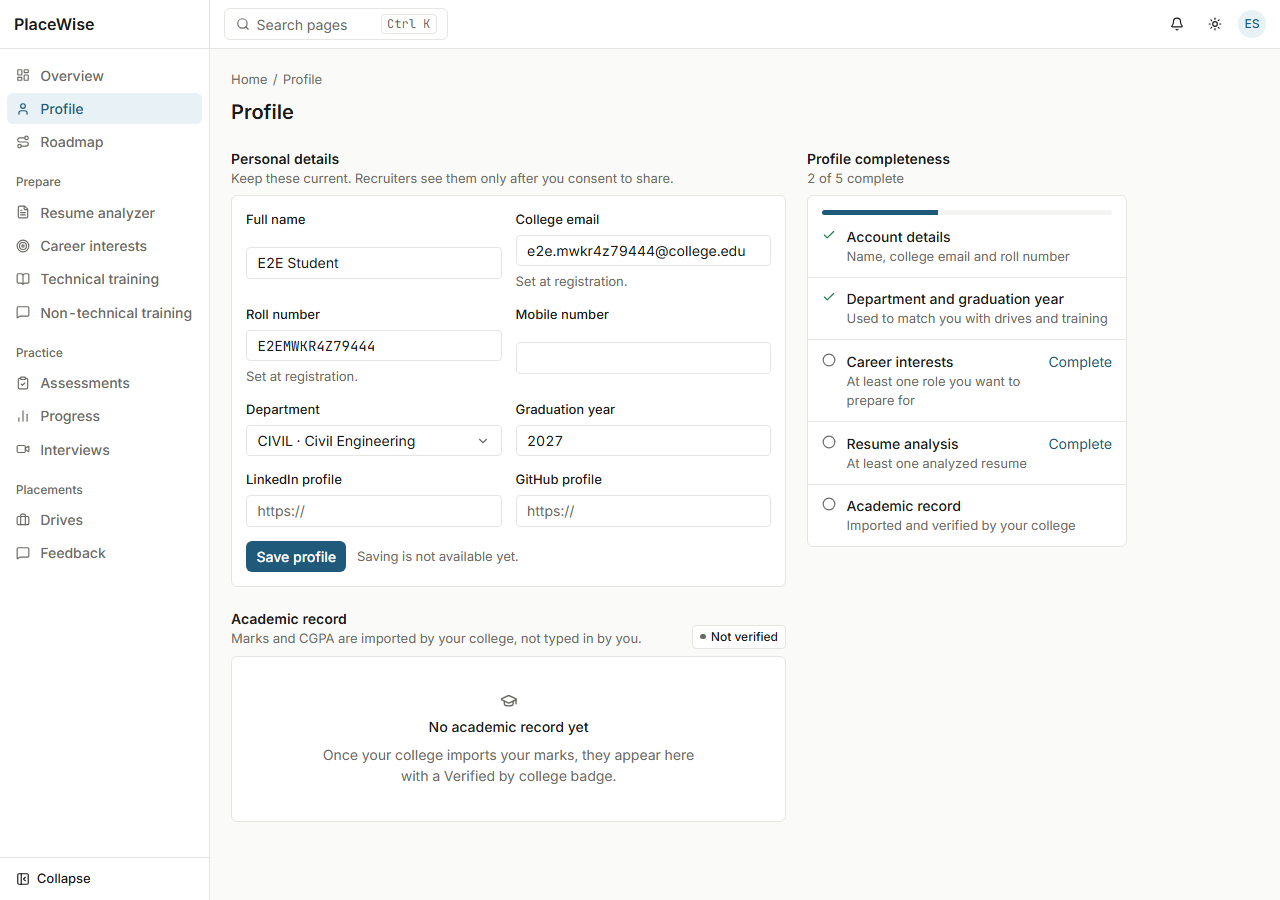 PlaceWise
Search pages
Ctrl K
ES
Overview
Profile
Roadmap
Prepare
Resume analyzer
Career interests
Technical training
Non-technical training
Practice
Assessments
Progress
Interviews
Placements
Drives
Feedback
Collapse
Home / Profile
Profile
Personal details
Keep these current. Recruiters see them only after you consent to share.
Full name
E2E Student
College email
e2e.mwkr4z79444@college.edu
Set at registration.
Roll number
E2EMWKR4Z79444
Set at registration.
Mobile number
Department
CIVIL · Civil Engineering
Graduation year
2027
LinkedIn profile
https://
GitHub profile
https://
Save profile
Saving is not available yet.
Academic record
Marks and CGPA are imported by your college, not typed in by you.
Not verified
No academic record yet
Once your college imports your marks, they appear here
with a Verified by college badge.
Profile completeness
2 of 5 complete
Account details
Name, college email and roll number
Department and graduation year
Used to match you with drives and training
Career interests
Complete
At least one role you want to
prepare for
Resume analysis
Complete
At least one analyzed resume
Academic record
Imported and verified by your college